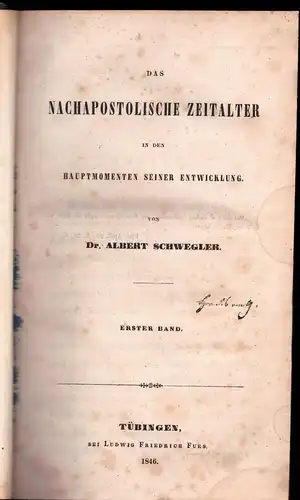 DAS
NACHAPOSTOLISCHE ZEITALTER
IN DEN
HAUPTMOMENTEN SEINER ENTWICKLUNG.
VON
Dr. ALBERT SCHWEGLER.
ERSTER BAND.
TÜBINGEN,
BEI LUDWIG FRIEDRICH FUES.
1846.